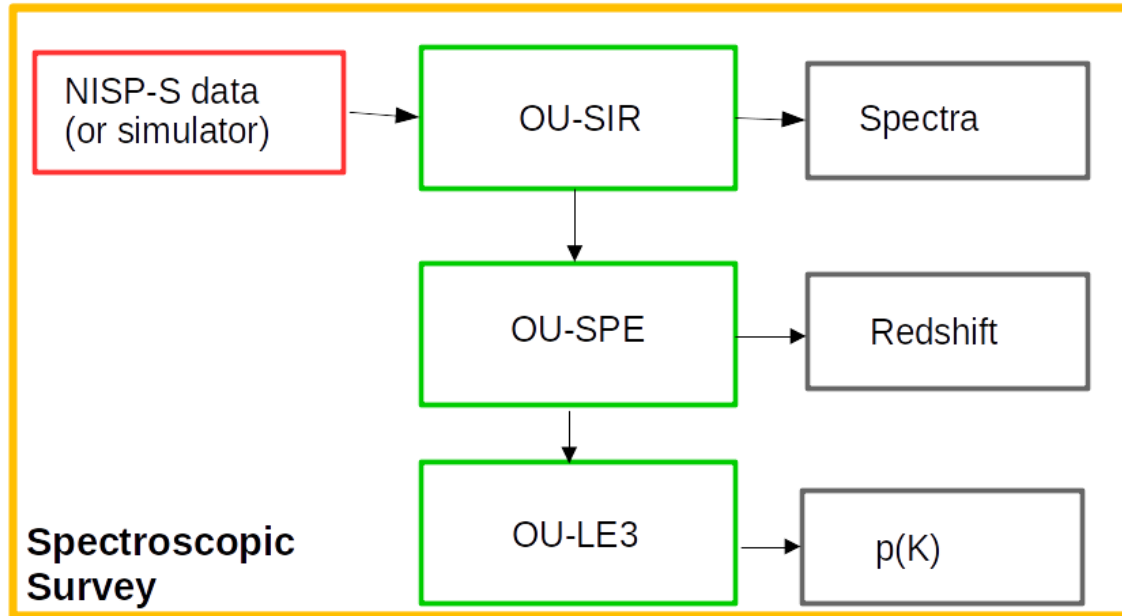 NISP-S data
(or simulator)
OU-SIR
Spectra
OU-SPE
Redshift
OU-LE3
p(K)
Spectroscopic
Survey